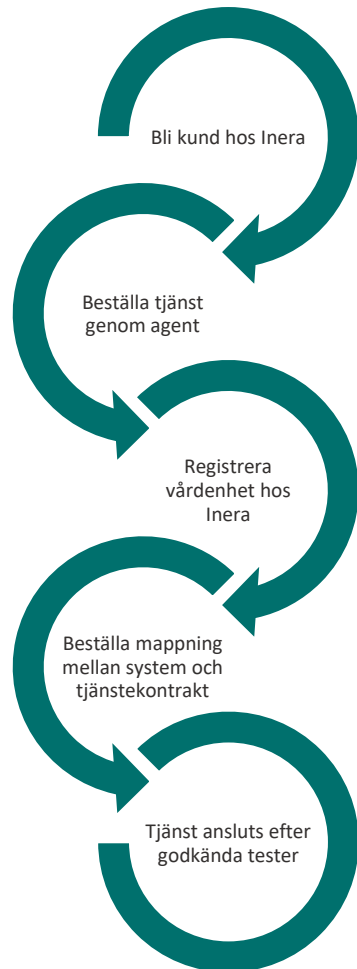 Bli kund hos Inera
Beställa tjänst
genom agent
Registrera
vårdenhet hos
Inera
Beställa mappning
mellan system och
tjänstekontrakt
Tjänst ansluts efter
godkända tester